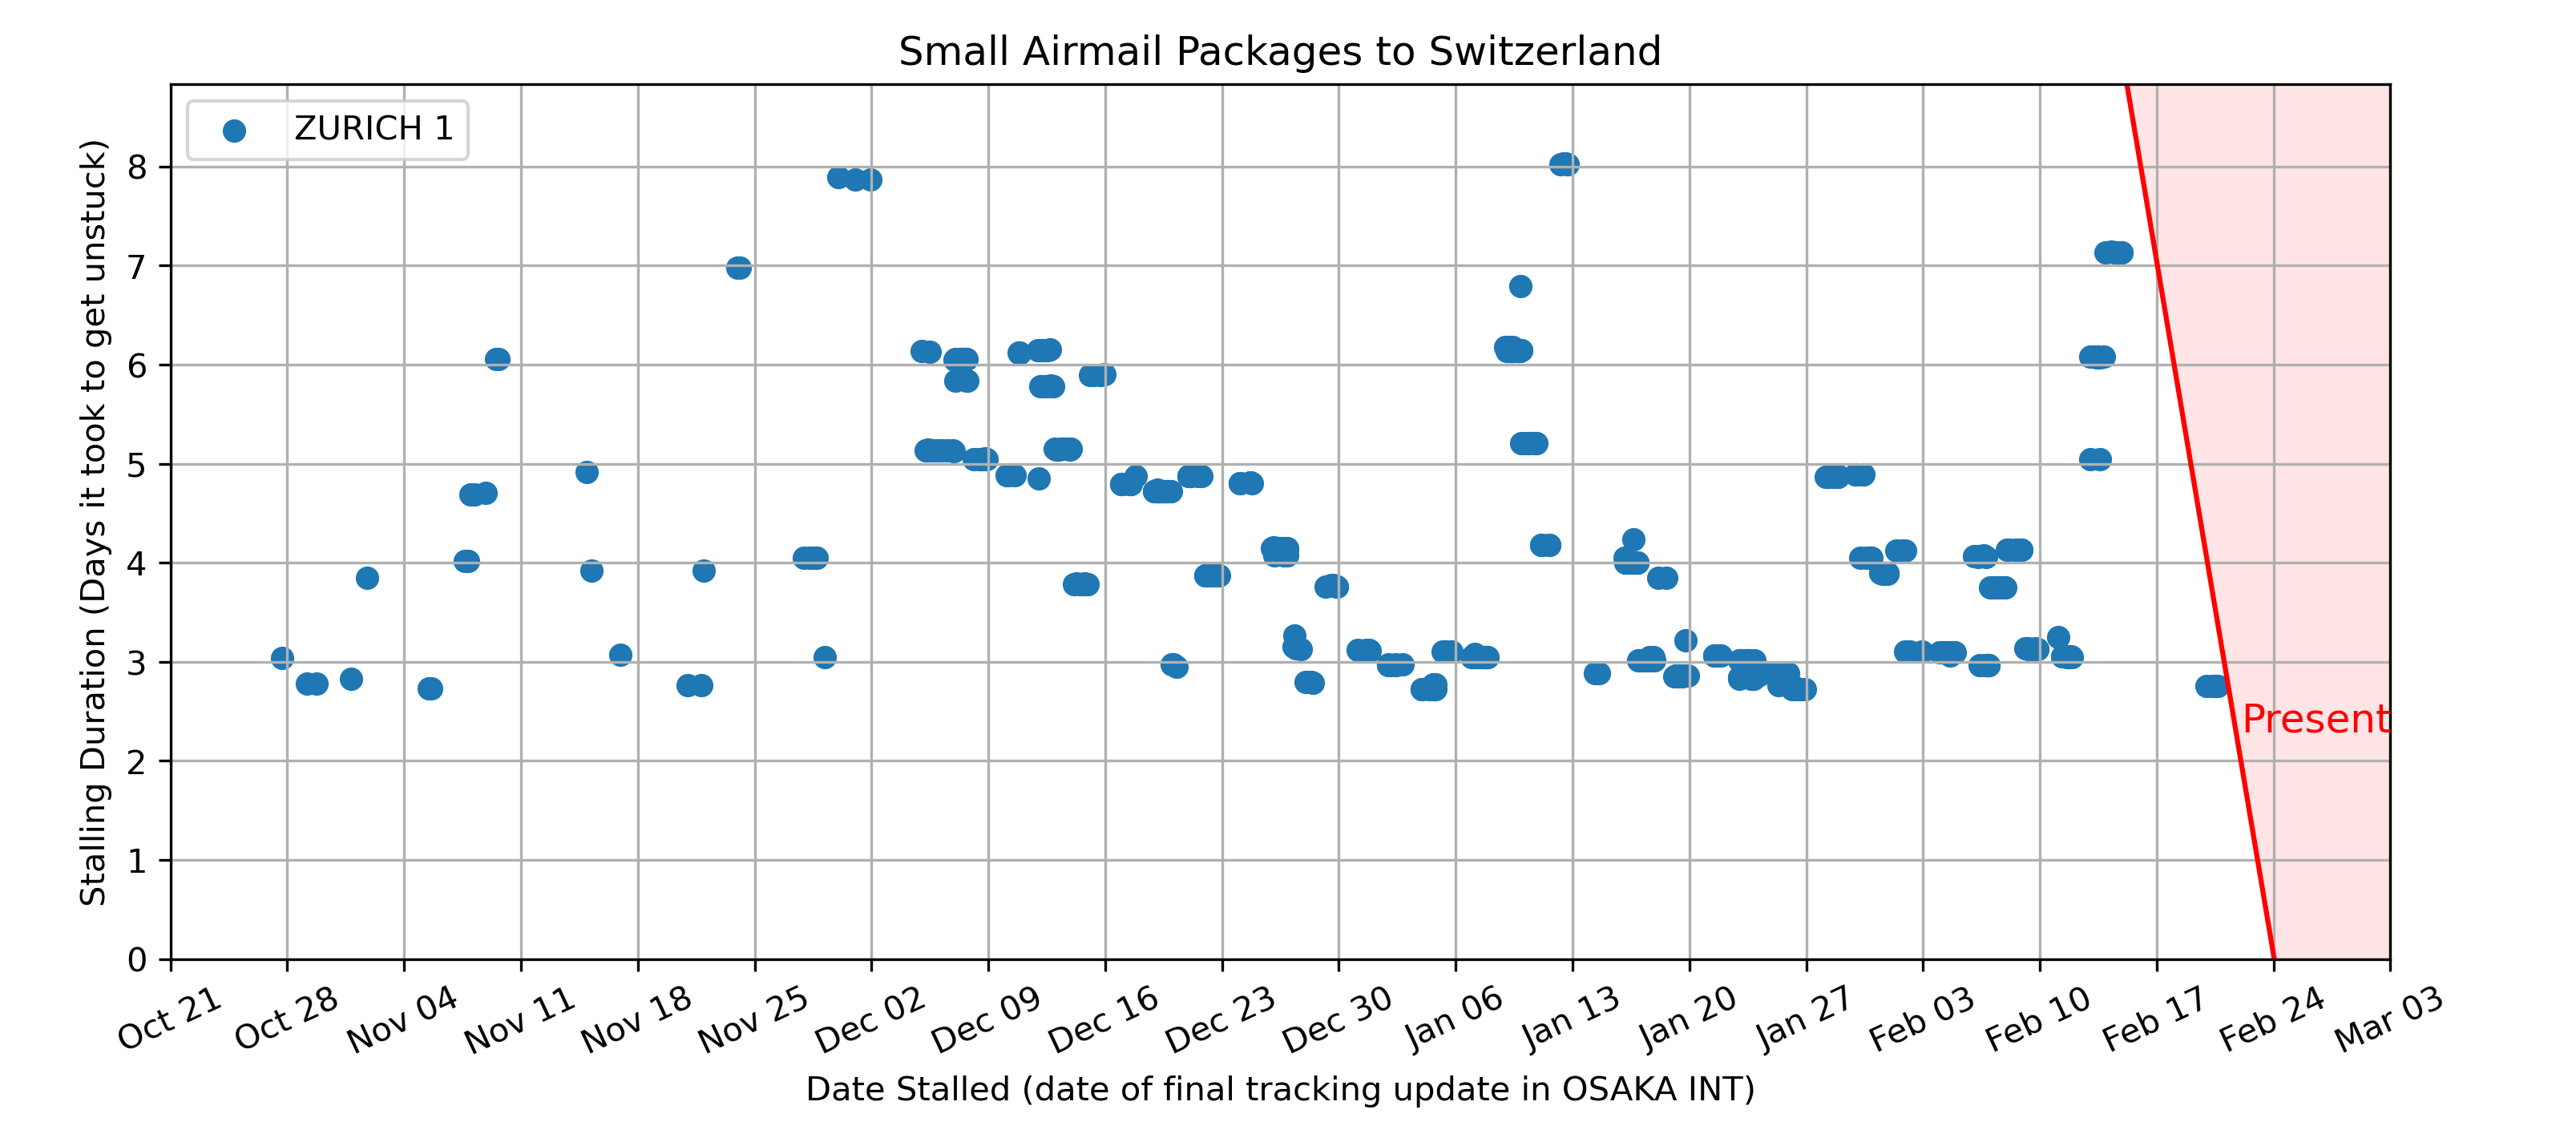 Small Airmail Packages to Switzerland
ZURICH 1
Stalling Duration (Days it took to get unstuck)
8
7
6
5
4
3
2
1
0
Present
Oct 21 Oct 28 Nov 04 Nov 11 Nov 18 Nov 25 Dec 02 Dec 09 Dec 16 Dec 23 Dec 30 Jan 06 Jan 13 Jan 20 Jan 27 Feb 03 Feb 10 Feb 17 Feb 24 Mar 03
Date Stalled (date of final tracking update in OSAKA INT)